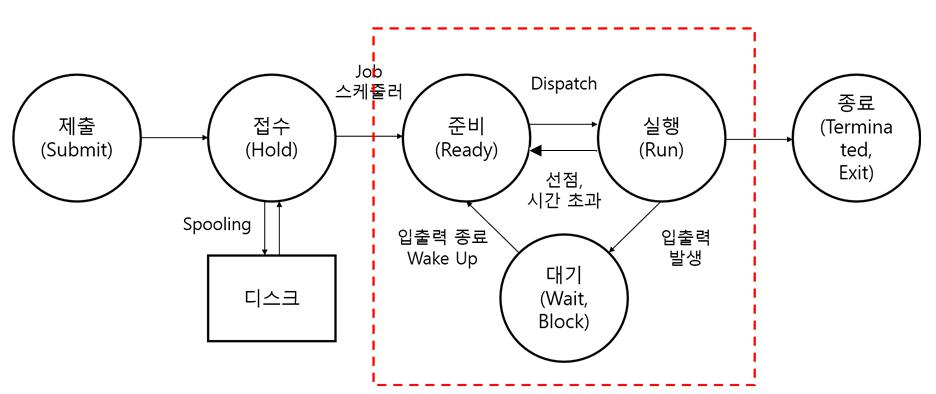 제출
(Submit)
접수
(Hold)
Job
스케줄러
준비
(Ready)
Dispatch
선점,
시간 초과
실행
(Run)
종료
(Termina
ted,
Exit)
Spooling
디스크
입출력 종료
Wake Up
대기
(Wait,
Block)
입출력
발생